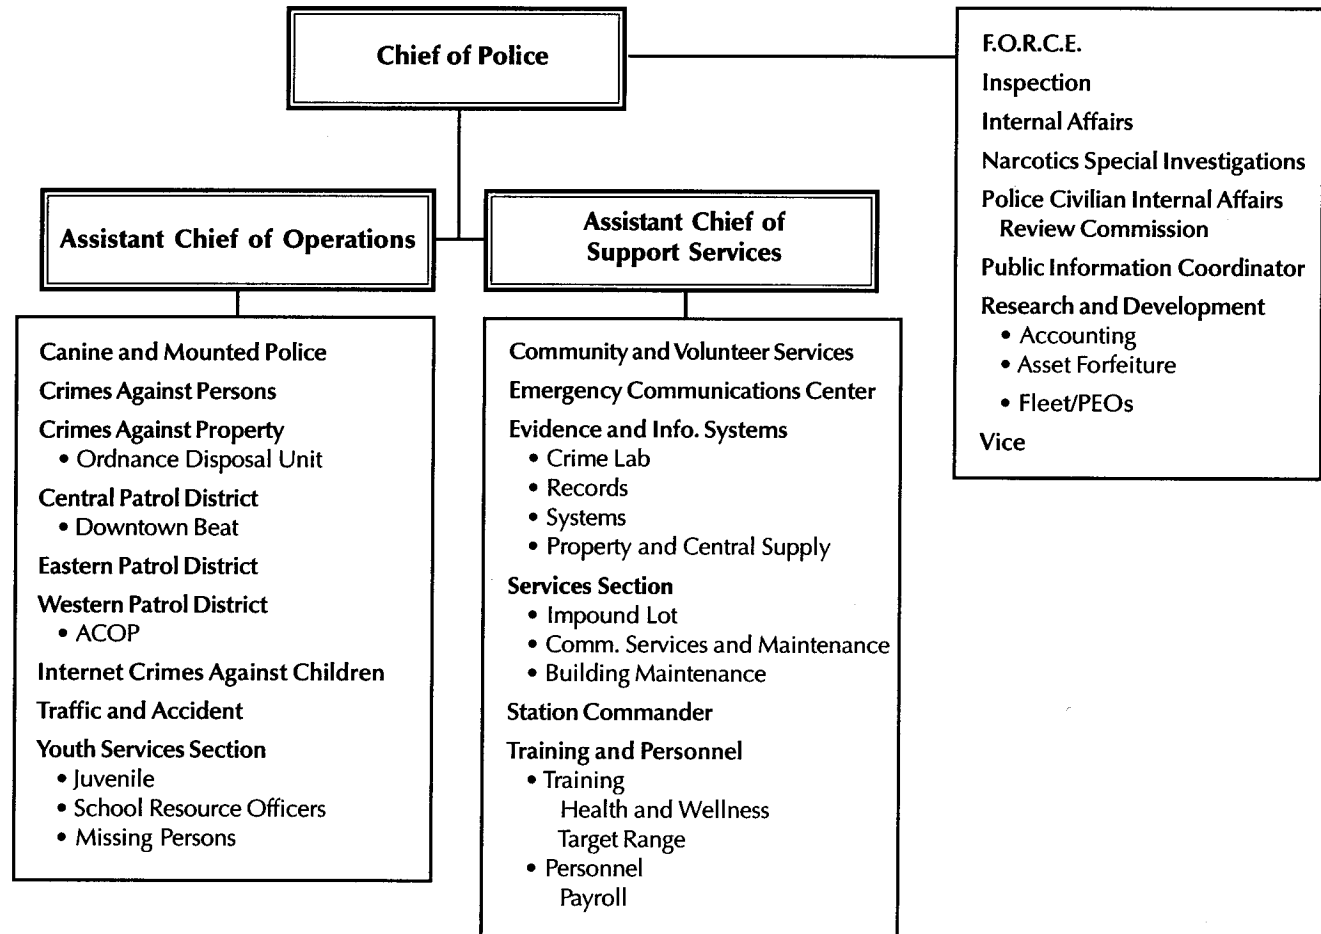 Chief of Police
F.O.R.C.E.
Inspection
Internal Affairs
Narcotics Special Investigations
Police Civilian Internal Affairs
Review Commission
Public Information Coordinator
Research and Development
• Accounting
• Asset Forfeiture
• Fleet/PEOs
Vice
Assistant Chief of Operations
Canine and Mounted Police
Crimes Against Persons
Crimes Against Property
• Ordnance Disposal Unit
Central Patrol District
• Downtown Beat
Eastern Patrol District
Western Patrol District
• ACOP
Internet Crimes Against Children
Traffic and Accident
Youth Services Section
• Juvenile
• School Resource Officers
• Missing Persons
Assistant Chief of
Support Services
Community and Volunteer Services
Emergency Communications Center
Evidence and Info. Systems
• Crime Lab
• Records
• Systems
• Property and Central Supply
Services Section
• Impound Lot
• Comm. Services and Maintenance
• Building Maintenance
Station Commander
Training and Personnel
• Training
Health and Wellness
Target Range
• Personnel
Payroll